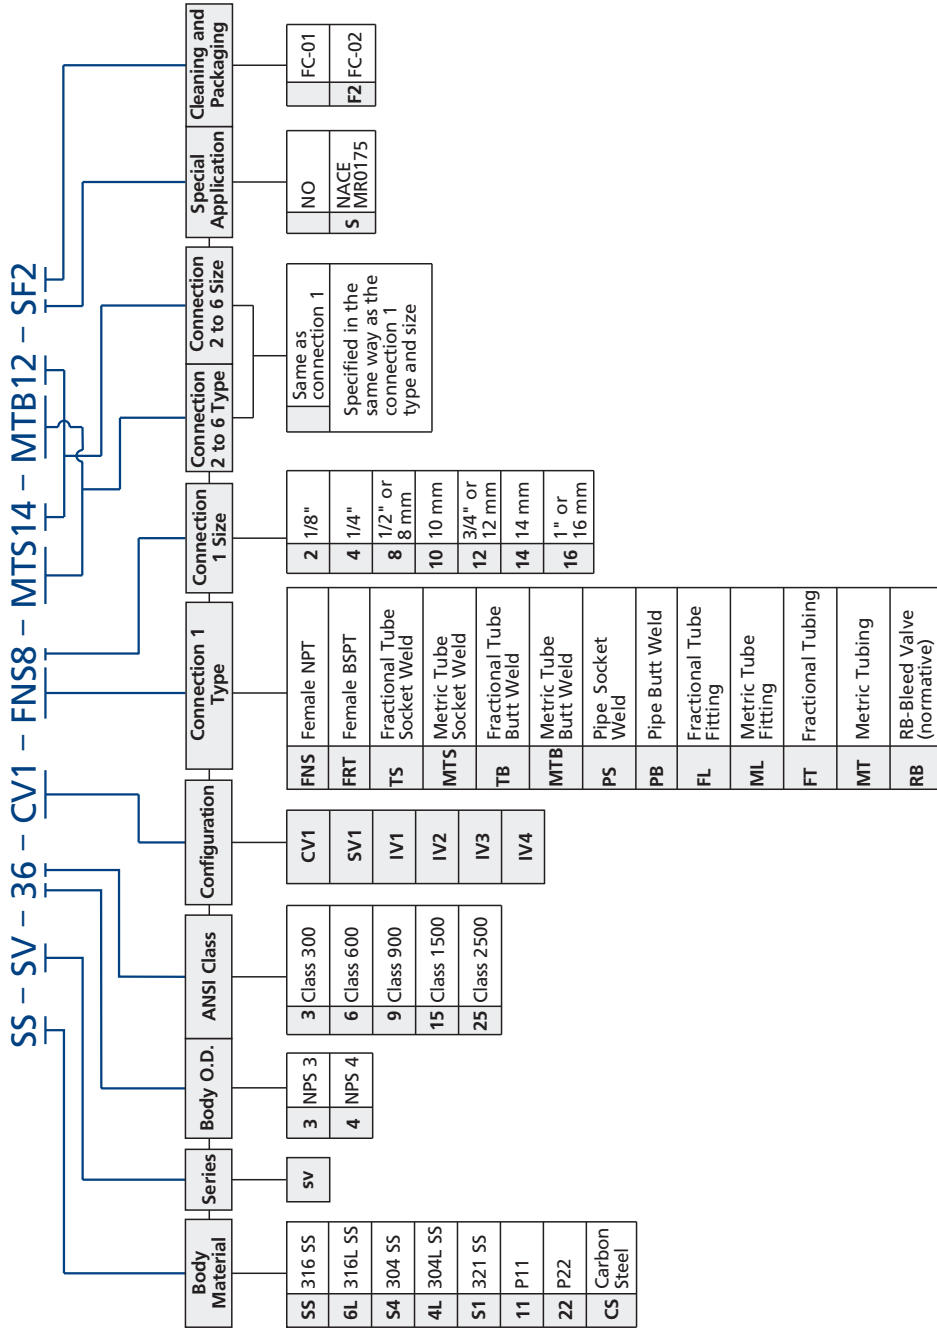 SS – SV – 36 – CV1 – FNS8 – MTS14 – MTB12 – SF2
Body
Material
SS 316 SS
6L 316L SS
S4 304 SS
4L 304L SS
S1 321 SS
11 P11
22 P22
CS Carbon
Steel
Series
sv
Body O.D.
3 NPS 3
4 NPS 4
ANSI Class
3 Class 300
6 Class 600
9 Class 900
15 Class 1500
25 Class 2500
Configuration
CV1
SV1
IV1
IV2
IV3
IV4
Connection 1
Type
FNS Female NPT
FRT Female BSPT
TS Fractional Tube
Socket Weld
MTS Metric Tube
Socket Weld
TB Fractional Tube
Butt Weld
MTB Metric Tube
Butt Weld
PS Pipe Socket
Weld
PB Pipe Butt Weld
FL Fractional Tube
Fitting
ML Metric Tube
Fitting
FT Fractional Tubing
MT Metric Tubing
RB RB-Bleed Valve
(normative)
Connection
1 Size
2 1/8"
4 1/4"
8 1/2" or
8 mm
10 10 mm
12 3/4" or
12 mm
14 14 mm
16 1" or
16 mm
Connection
2 to 6 Type
Connection
2 to 6 Size
Same as
connection 1
Specified in the
same way as the
connection 1
type and size
Special
Application
NO
S NACE
MR0175
Cleaning and
Packaging
FC-01
F2 FC-02